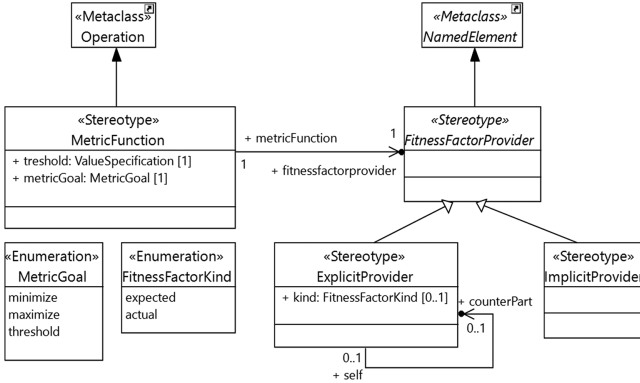 «Metaclass»
Operation
«Metaclass»
NamedElement
«Stereotype»
MetricFunction
+ treshold: ValueSpecification [1]
+ metricGoal: MetricGoal [1]
+ metricFunction
1
1
+ fitnessfactorprovider
«Stereotype»
FitnessFactorProvider
«Enumeration»
MetricGoal
minimize
maximize
threshold
«Enumeration»
FitnessFactorKind
expected
actual
«Stereotype»
ExplicitProvider
+ kind: FitnessFactorKind [0..1]
+ counterPart
0..1
0..1
+ self
«Stereotype»
ImplicitProvider